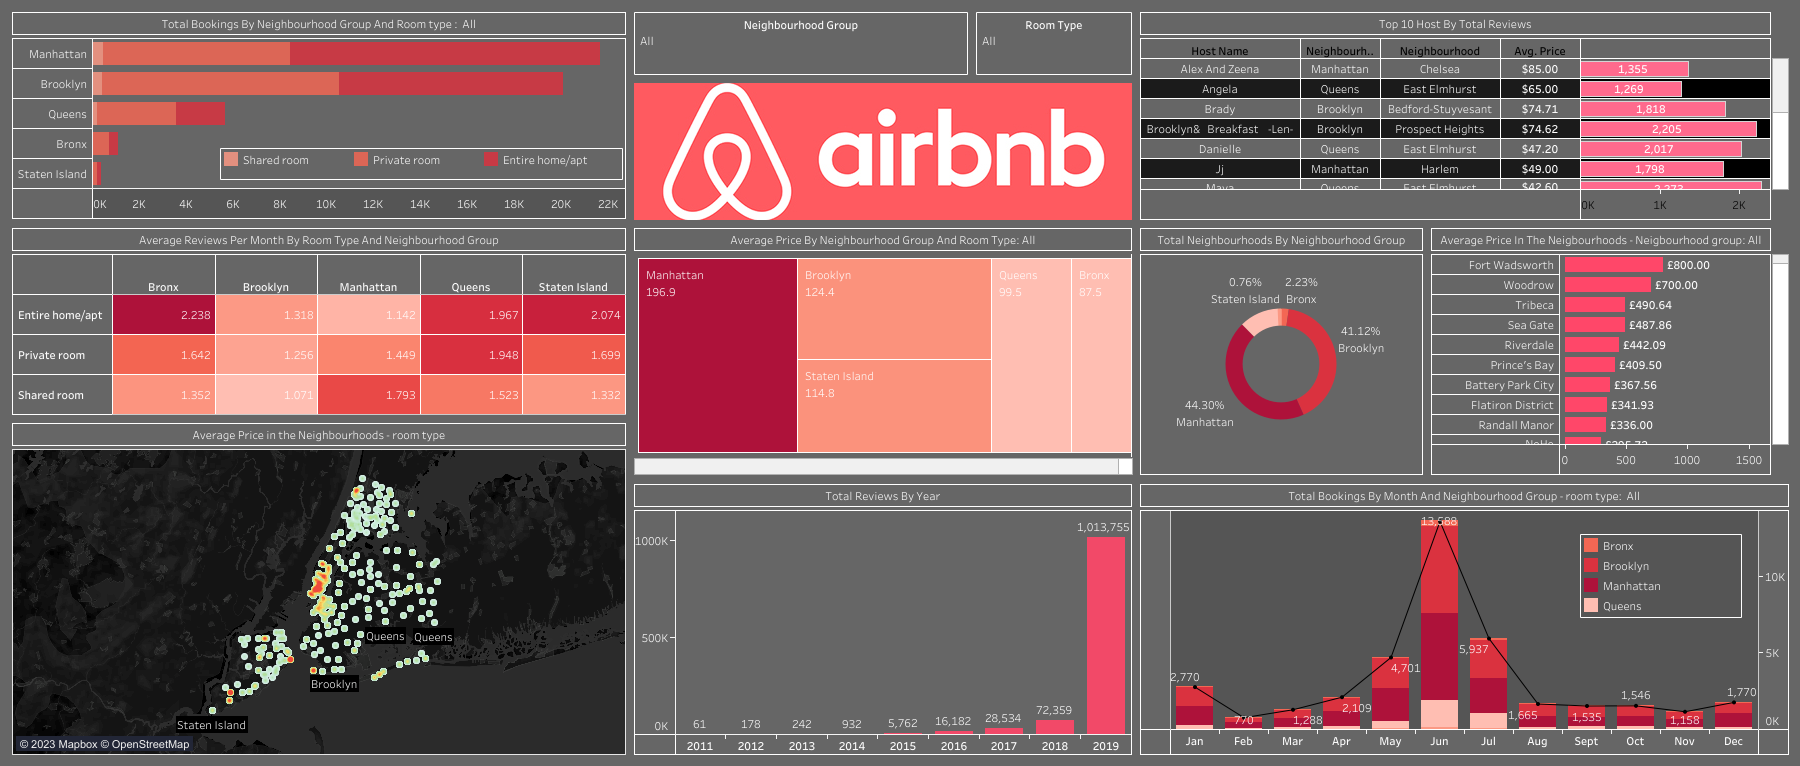 Total Bookings By Neighbourhood Group And Room type : All
Manhattan
Brooklyn
Queens
Bronx
Staten Island
Shared room
Private room
Entire home/apt
0K 2K 4K 6K 8K 10K 12K 14K 16K 18K 20K 22K
Neighbourhood Group
All
Room Type
All
airbnb
Top 10 Host By Total Reviews
Host Name Neighbourh.. Neighbourhood Avg. Price
Alex And Zeena Manhattan Chelsea $85.00 1,355
Angela Queens East Elmhurst $65.00 1,269
Brady Brooklyn Bedford-Stuyvesant $74.71 1,818
Brooklyn& Breakfast -Len- Brooklyn Prospect Heights $74.62 2,205
Danielle Queens East Elmhurst $47.20 2,017
Jj Manhattan Harlem $49.00 1,798
Maya Queens East Elmhurst $42.60 2,273
0K 1K 2K
Average Reviews Per Month By Room Type And Neighbourhood Group
Bronx Brooklyn Manhattan Queens Staten Island
Entire home/apt 2.238 1.318 1.142 1.967 2.074
Private room 1.642 1.256 1.449 1.948 1.699
Shared room 1.352 1.071 1.793 1.523 1.332
Average Price By Neighbourhood Group And Room Type: All
Manhattan
196.9
Brooklyn
124.4
Staten Island
114.8
Queens
99.5
Bronx
87.5
Total Neighbourhoods By Neighbourhood Group
0.76%
Staten Island
2.23%
Bronx
41.12%
Brooklyn
44.30%
Manhattan
Average Price In The Neigbourhoods - Neigbourhood group: All
Fort Wadsworth £800.00
Woodrow £700.00
Tribeca £490.64
Sea Gate £487.86
Riverdale £442.09
Prince's Bay £409.50
Battery Park City £367.56
Flatiron District £341.93
Randall Manor £336.00
NoHo £295.72
0 500 1000 1500
Average Price in the Neighbourhoods - room type
Queens Queens
Brooklyn
Staten Island
© 2023 Mapbox © OpenStreetMap
Total Reviews By Year
1000K
500K
0K
61 178 242 932 5,762 16,182 28,534 72,359 1,013,755
2011 2012 2013 2014 2015 2016 2017 2018 2019
Total Bookings By Month And Neighbourhood Group - room type: All
Bronx
Brooklyn
Manhattan
Queens
10K
5K
0K
2,770 770 1,288 2,109 4,701 13,588 5,937 1,665 1,535 1,546 1,158 1,770
Jan Feb Mar Apr May Jun Jul Aug Sept Oct Nov Dec